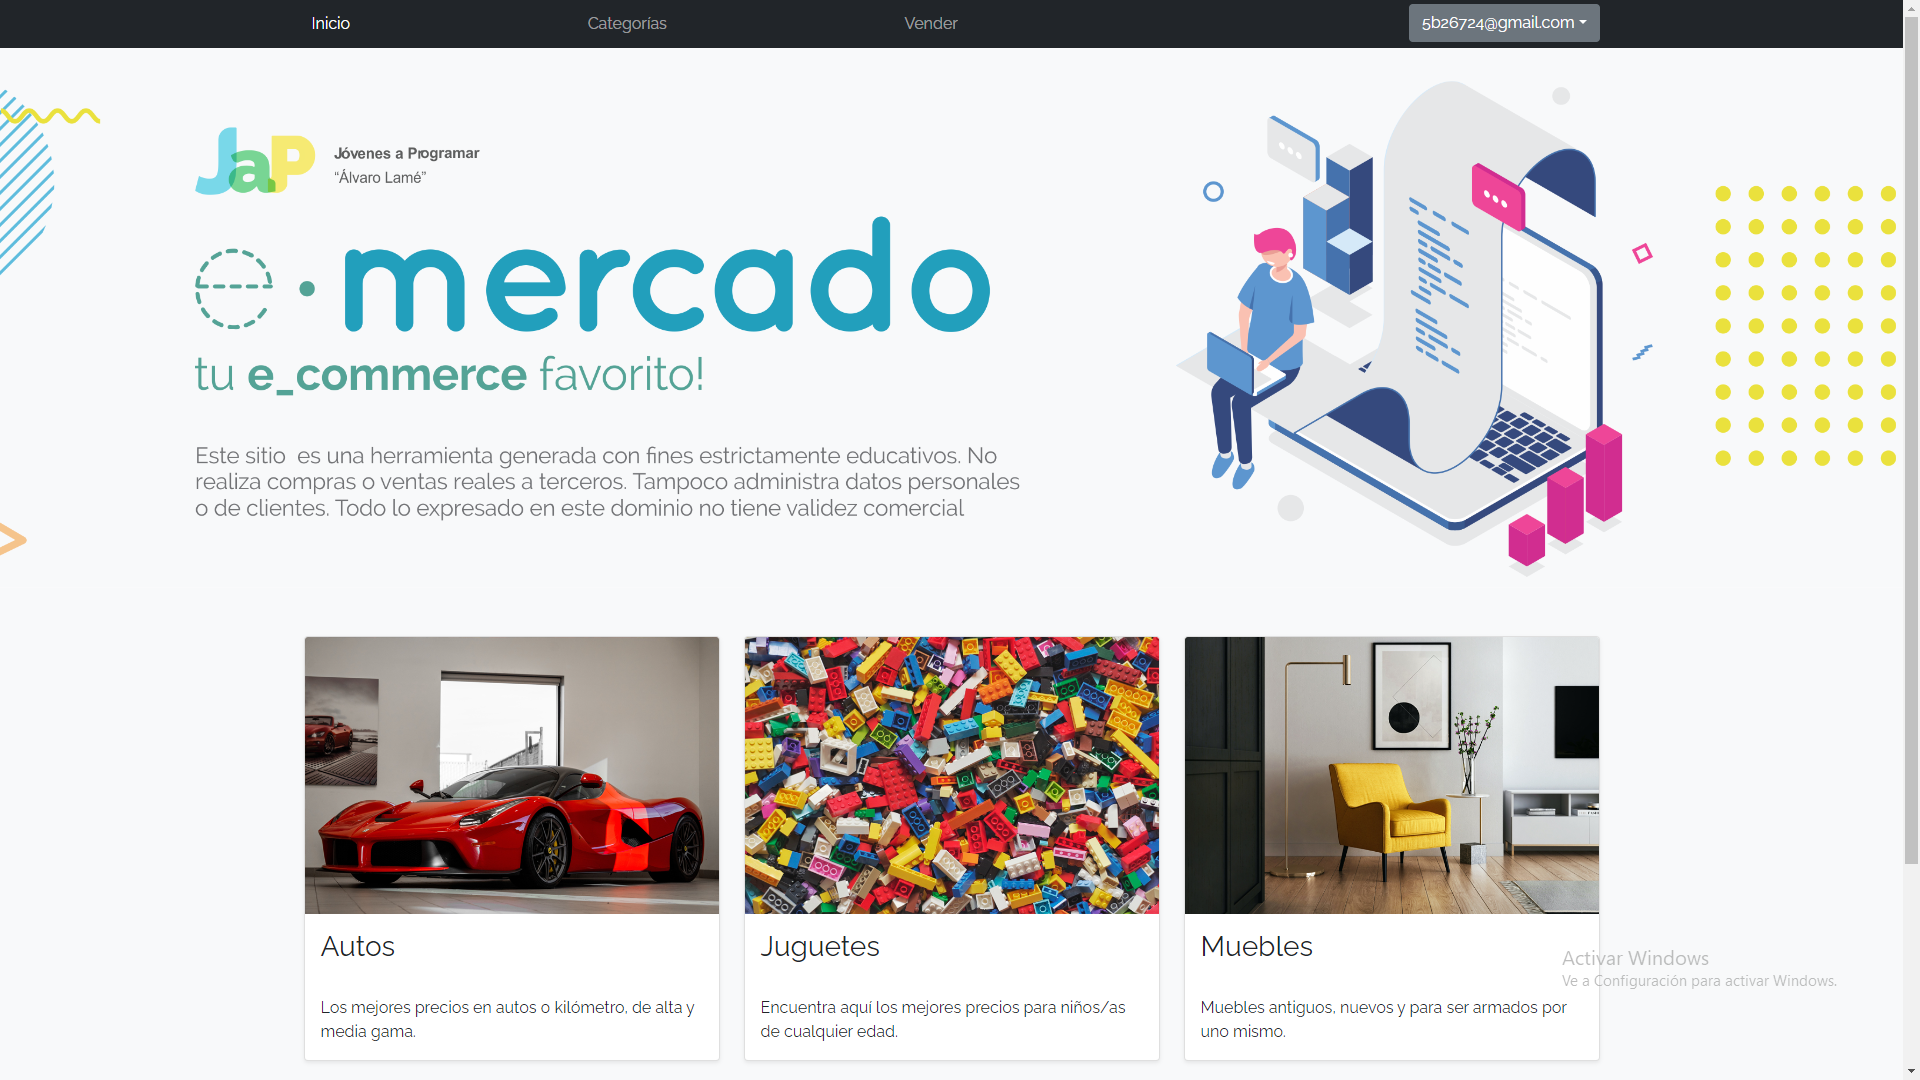 Inicio
Categorías
Vender
5b26724@gmail.com
JaP
Jóvenes a Programar
“Álvaro Lamé”
e · mercado
tu e_commerce favorito!
Este sitio es una herramienta generada con fines estrictamente educativos. No
realiza compras o ventas reales a terceros. Tampoco administra datos personales
o de clientes. Todo lo expresado en este dominio no tiene validez comercial
Autos
Los mejores precios en autos 0 kilómetro, de alta y
media gama.
Juguetes
Encuentra aquí los mejores precios para niños/as
de cualquier edad.
Muebles
Muebles antiguos, nuevos y para ser armados por
uno mismo.
Activar Windows
Ve a Configuración para activar Windows.